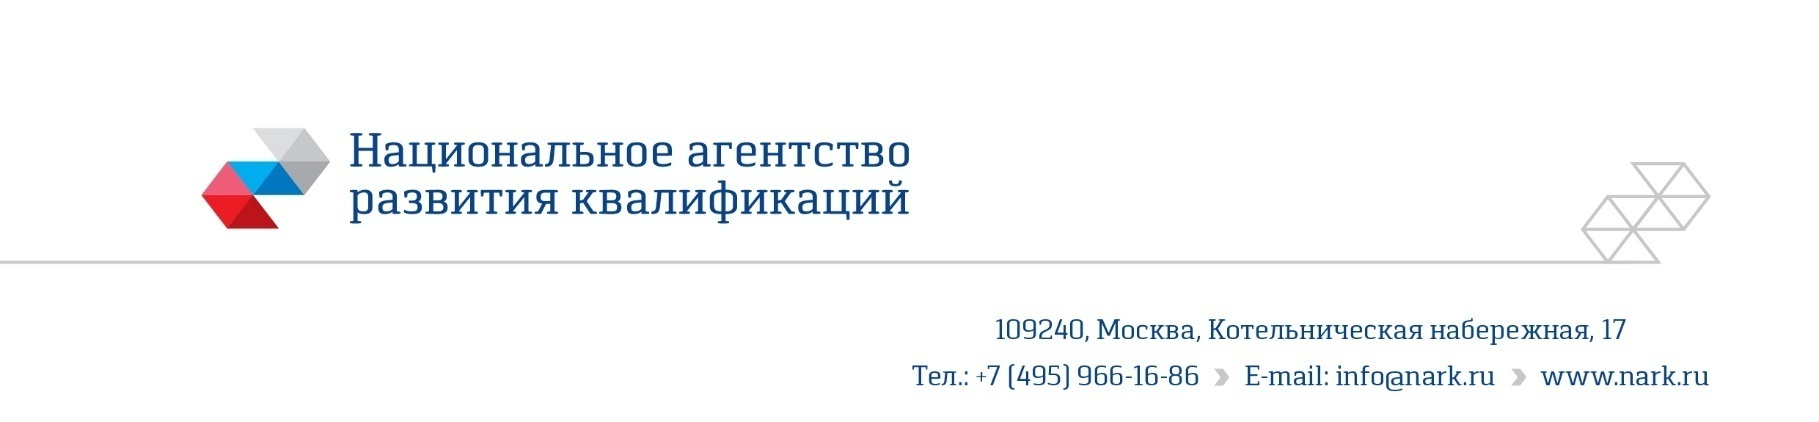 Национальное агентство
развития квалификаций
109240, Москва, Котельническая набережная, 17
Тел.: +7 (495) 966-16-86 › E-mail: info@nark.ru › www.nark.ru